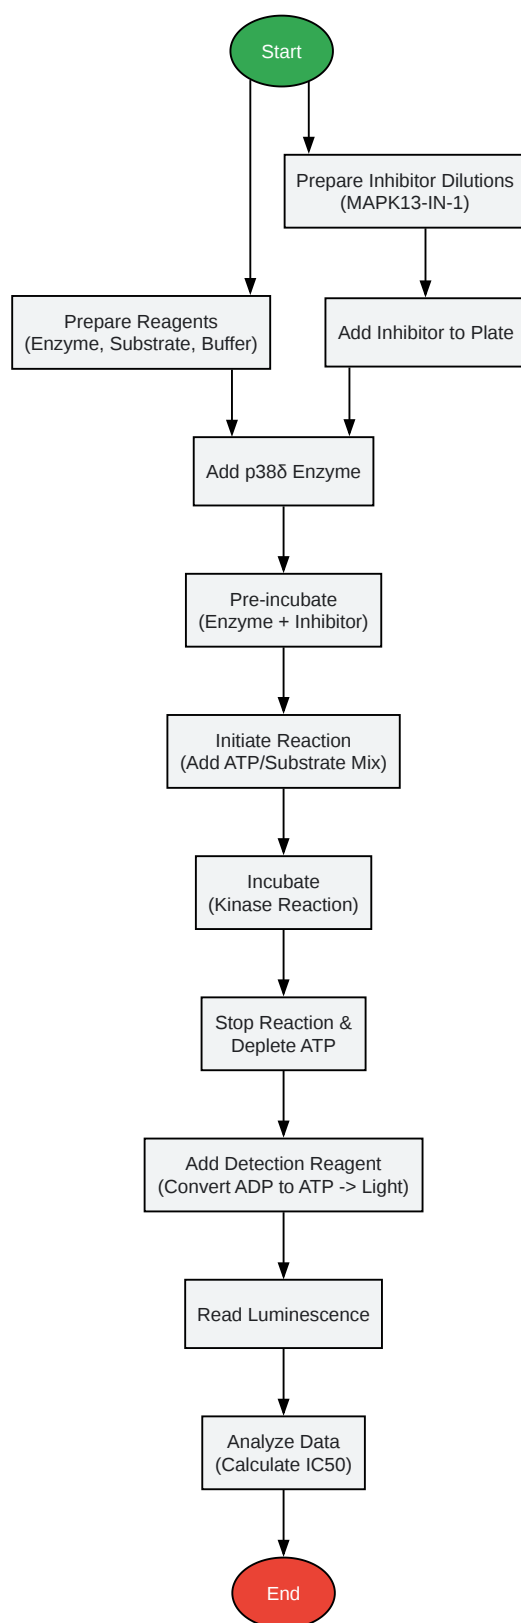 Start
Prepare Inhibitor Dilutions
(MAPK13-IN-1)
Prepare Reagents
(Enzyme, Substrate, Buffer)
Add Inhibitor to Plate
Add p38δ Enzyme
Pre-incubate
(Enzyme + Inhibitor)
Initiate Reaction
(Add ATP/Substrate Mix)
Incubate
(Kinase Reaction)
Stop Reaction &
Deplete ATP
Add Detection Reagent
(Convert ADP to ATP -> Light)
Read Luminescence
Analyze Data
(Calculate IC50)
End